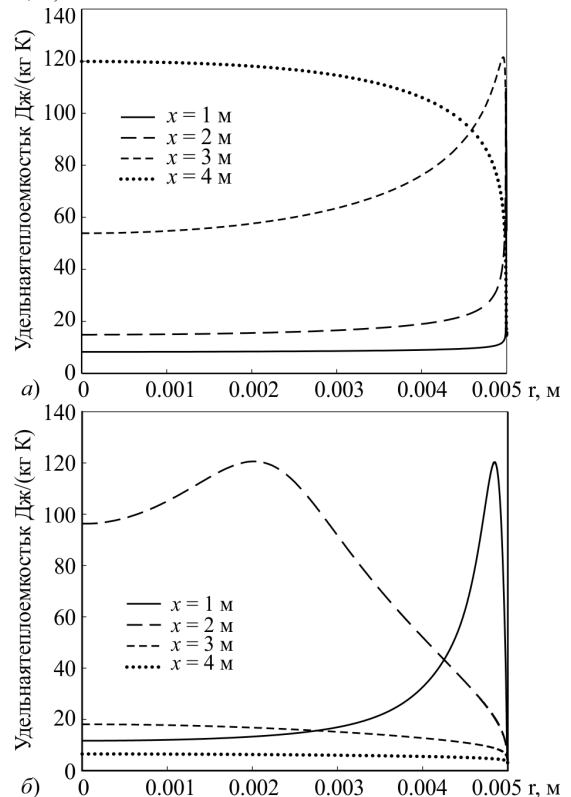 140
120
100
80
60
40
20
0
Удельнаятеплоемкостьк Дж/(кг К)
x = 1 м
x = 2 м
x = 3 м
x = 4 м
а) 0 0.001 0.002 0.003 0.004 0.005 r, м
140
120
100
80
60
40
20
0
Удельнаятеплоемкостьк Дж/(кг К)
x = 1 м
x = 2 м
x = 3 м
x = 4 м
б) 0 0.001 0.002 0.003 0.004 0.005 r, м